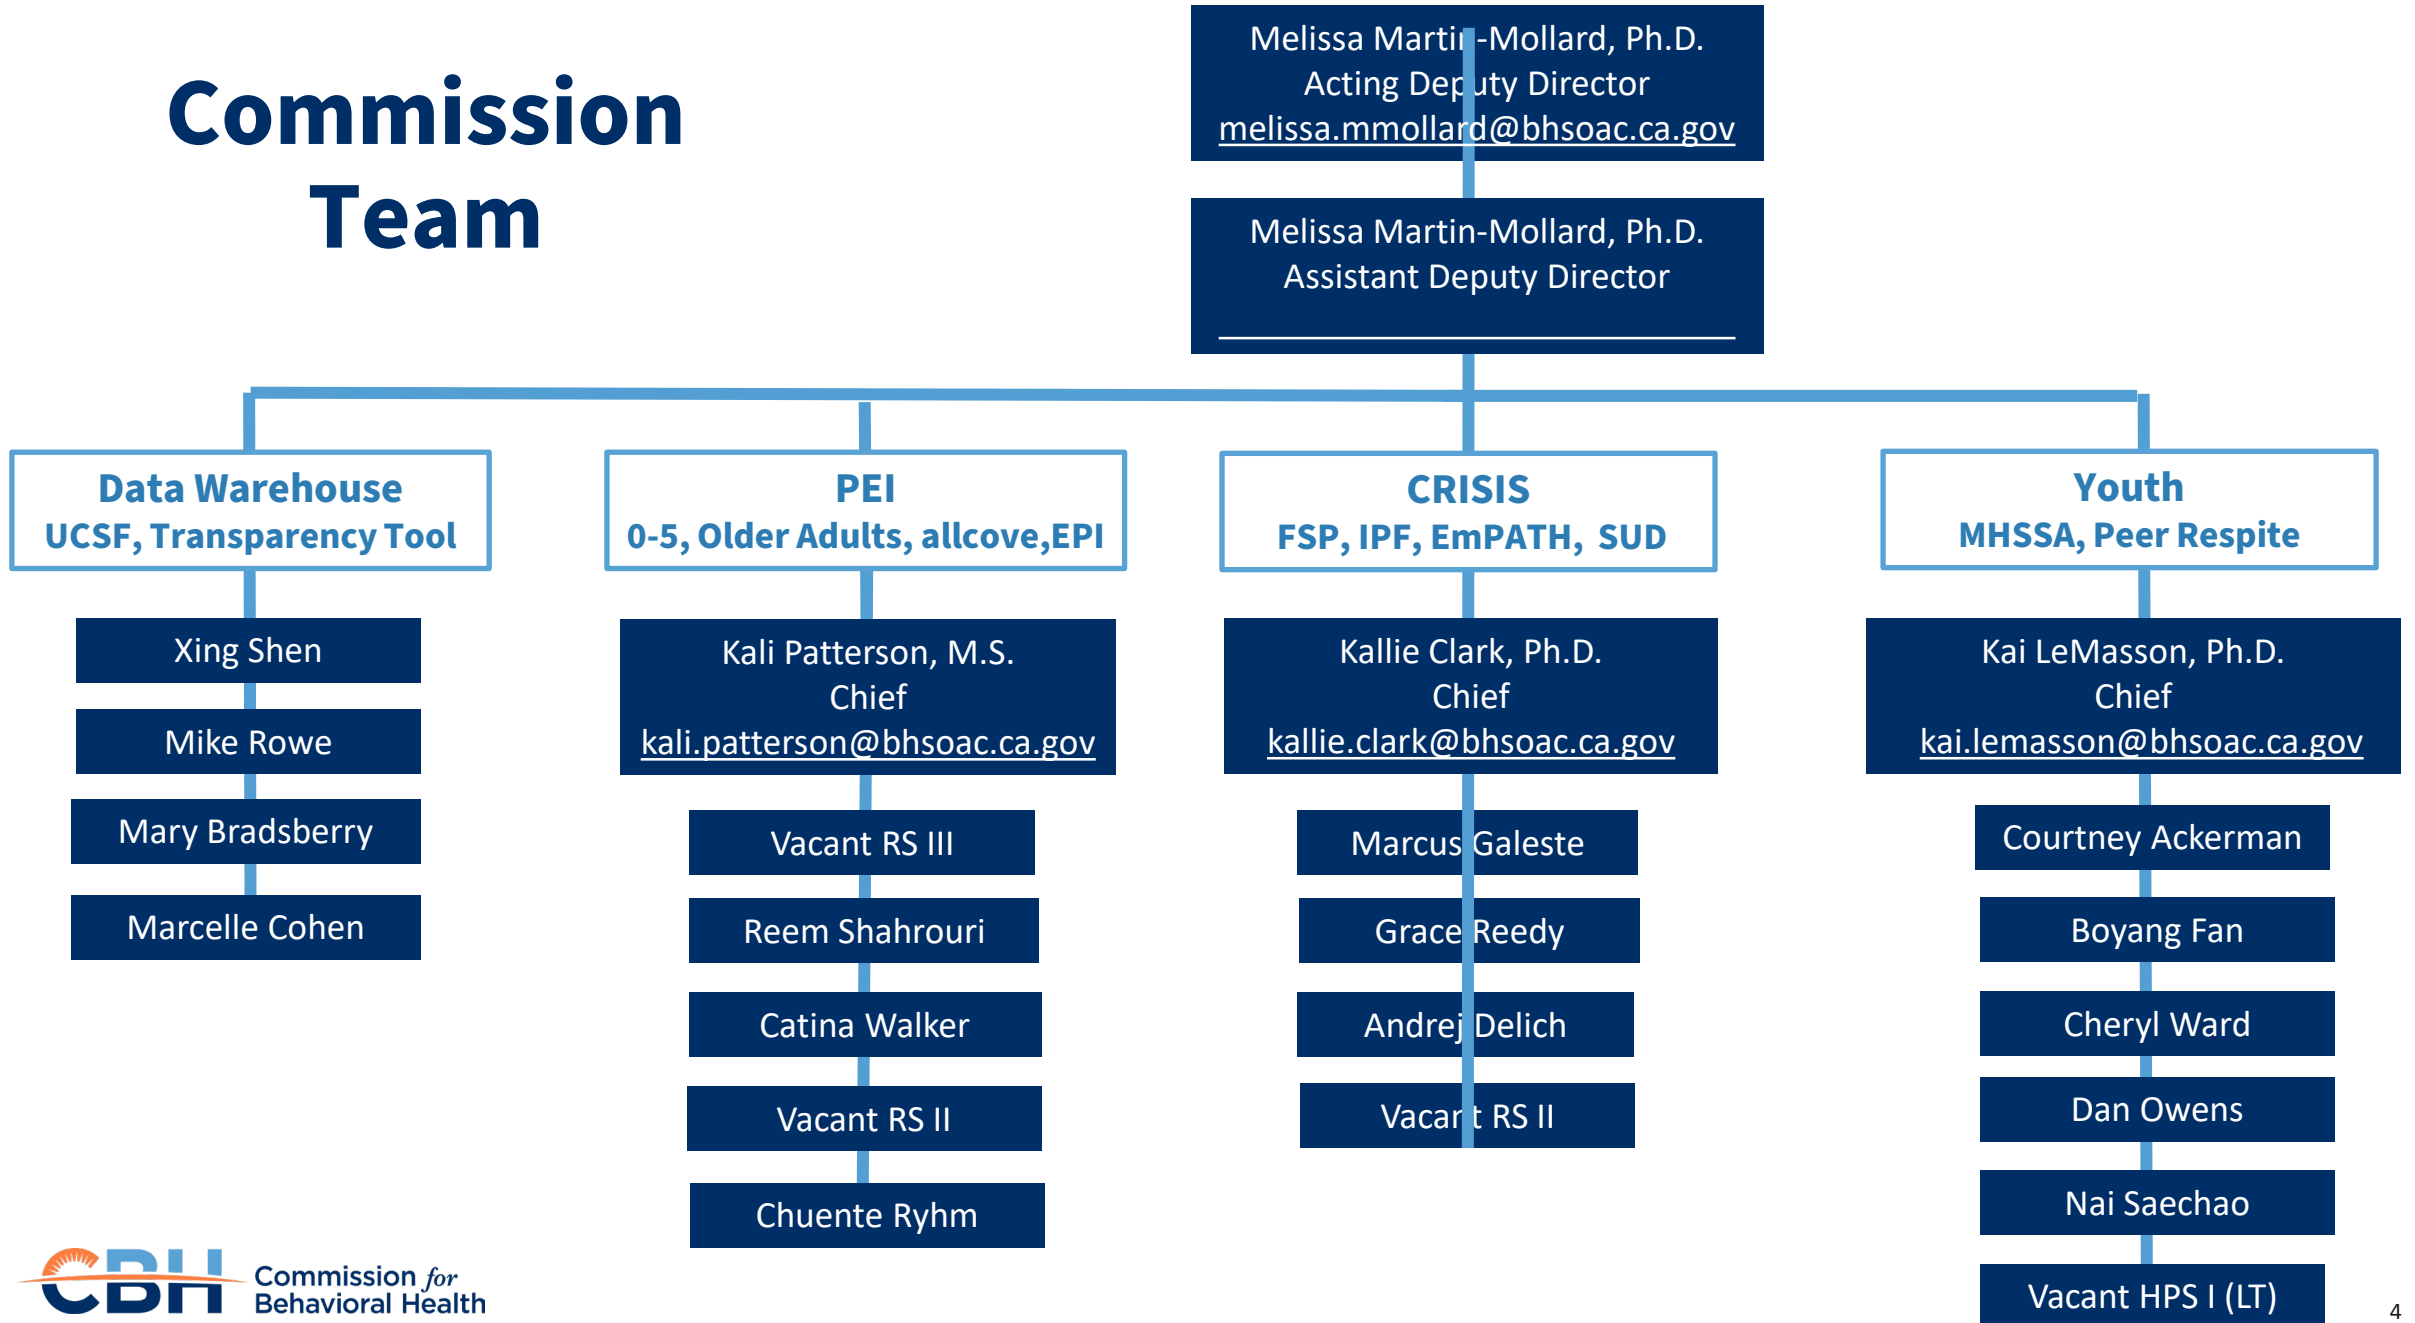 Commission
Team
Melissa Martin-Mollard, Ph.D.
Acting Deputy Director
melissa.mmollard@bhsoac.ca.gov
Melissa Martin-Mollard, Ph.D.
Assistant Deputy Director
Data Warehouse
UCSF, Transparency Tool
Xing Shen
Mike Rowe
Mary Bradsberry
Marcelle Cohen
PEI
0-5, Older Adults, allcove,EPI
Kali Patterson, M.S.
Chief
kali.patterson@bhsoac.ca.gov
Vacant RS III
Reem Shahrouri
Catina Walker
Vacant RS II
Chuente Ryhm
CRISIS
FSP, IPF, EmPATH, SUD
Kallie Clark, Ph.D.
Chief
kallie.clark@bhsoac.ca.gov
Marcus Galeste
Grace Reedy
Andrej Delich
Vacant RS II
Youth
MHSSA, Peer Respite
Kai LeMasson, Ph.D.
Chief
kai.lemasson@bhsoac.ca.gov
Courtney Ackerman
Boyang Fan
Cheryl Ward
Dan Owens
Nai Saechao
Vacant HPS I (LT)
CBH
Commission for
Behavioral Health
4